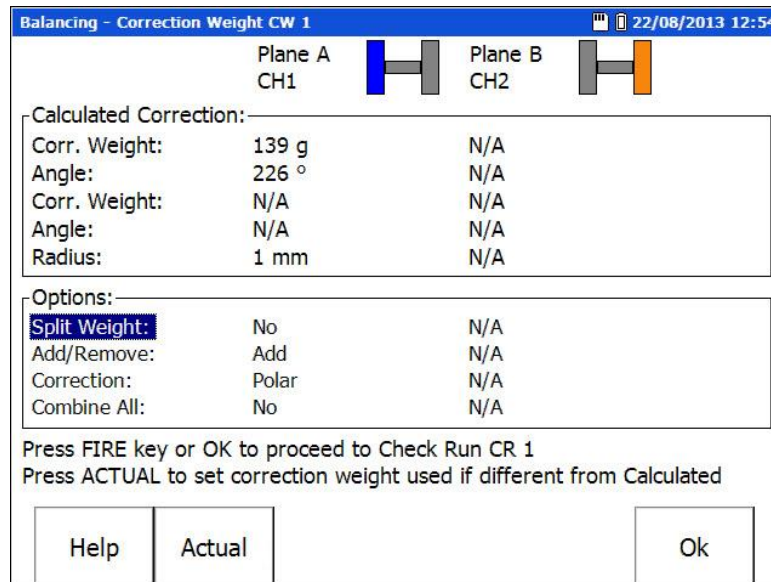 Balancing - Correction Weight CW 1 22/08/2013 12:54
Plane A Plane B
CH1 CH2
Calculated Correction:
Corr. Weight: 139 g N/A
Angle: 226 ° N/A
Corr. Weight: N/A N/A
Angle: N/A N/A
Radius: 1 mm N/A
Options:
Split Weight: No N/A
Add/Remove: Add N/A
Correction: Polar N/A
Combine All: No N/A
Press FIRE key or OK to proceed to Check Run CR 1
Press ACTUAL to set correction weight used if different from Calculated
Help Actual Ok